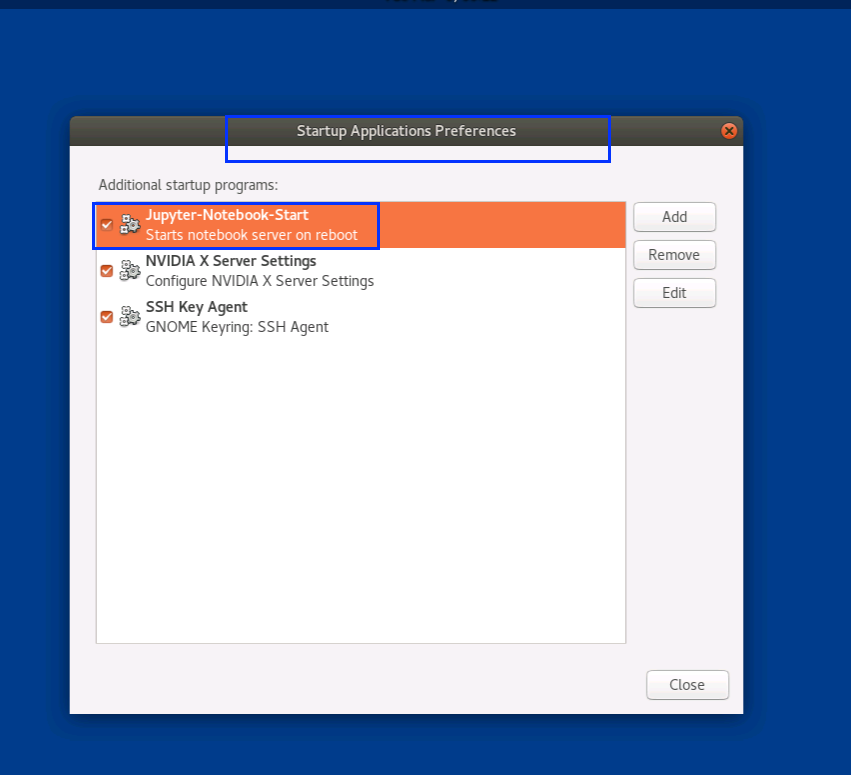 Startup Applications Preferences
Additional startup programs:
Jupyter-Notebook-Start
Starts notebook server on reboot
NVIDIA X Server Settings
Configure NVIDIA X Server Settings
SSH Key Agent
GNOME Keyring: SSH Agent
Add
Remove
Edit
Close